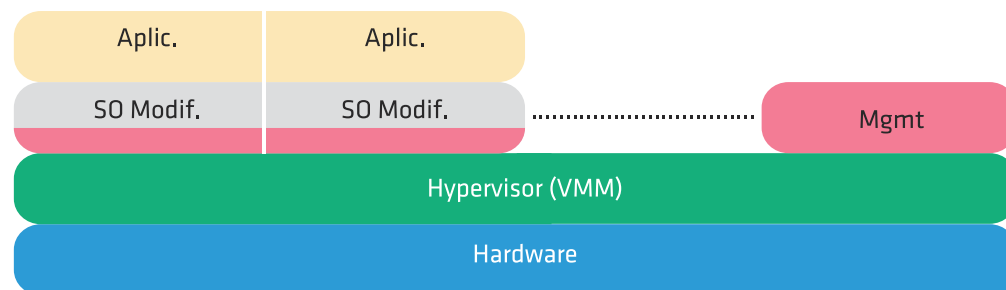 Aplic.
Aplic.
SO Modif.
SO Modif.
Mgmt
Hypervisor (VMM)
Hardware